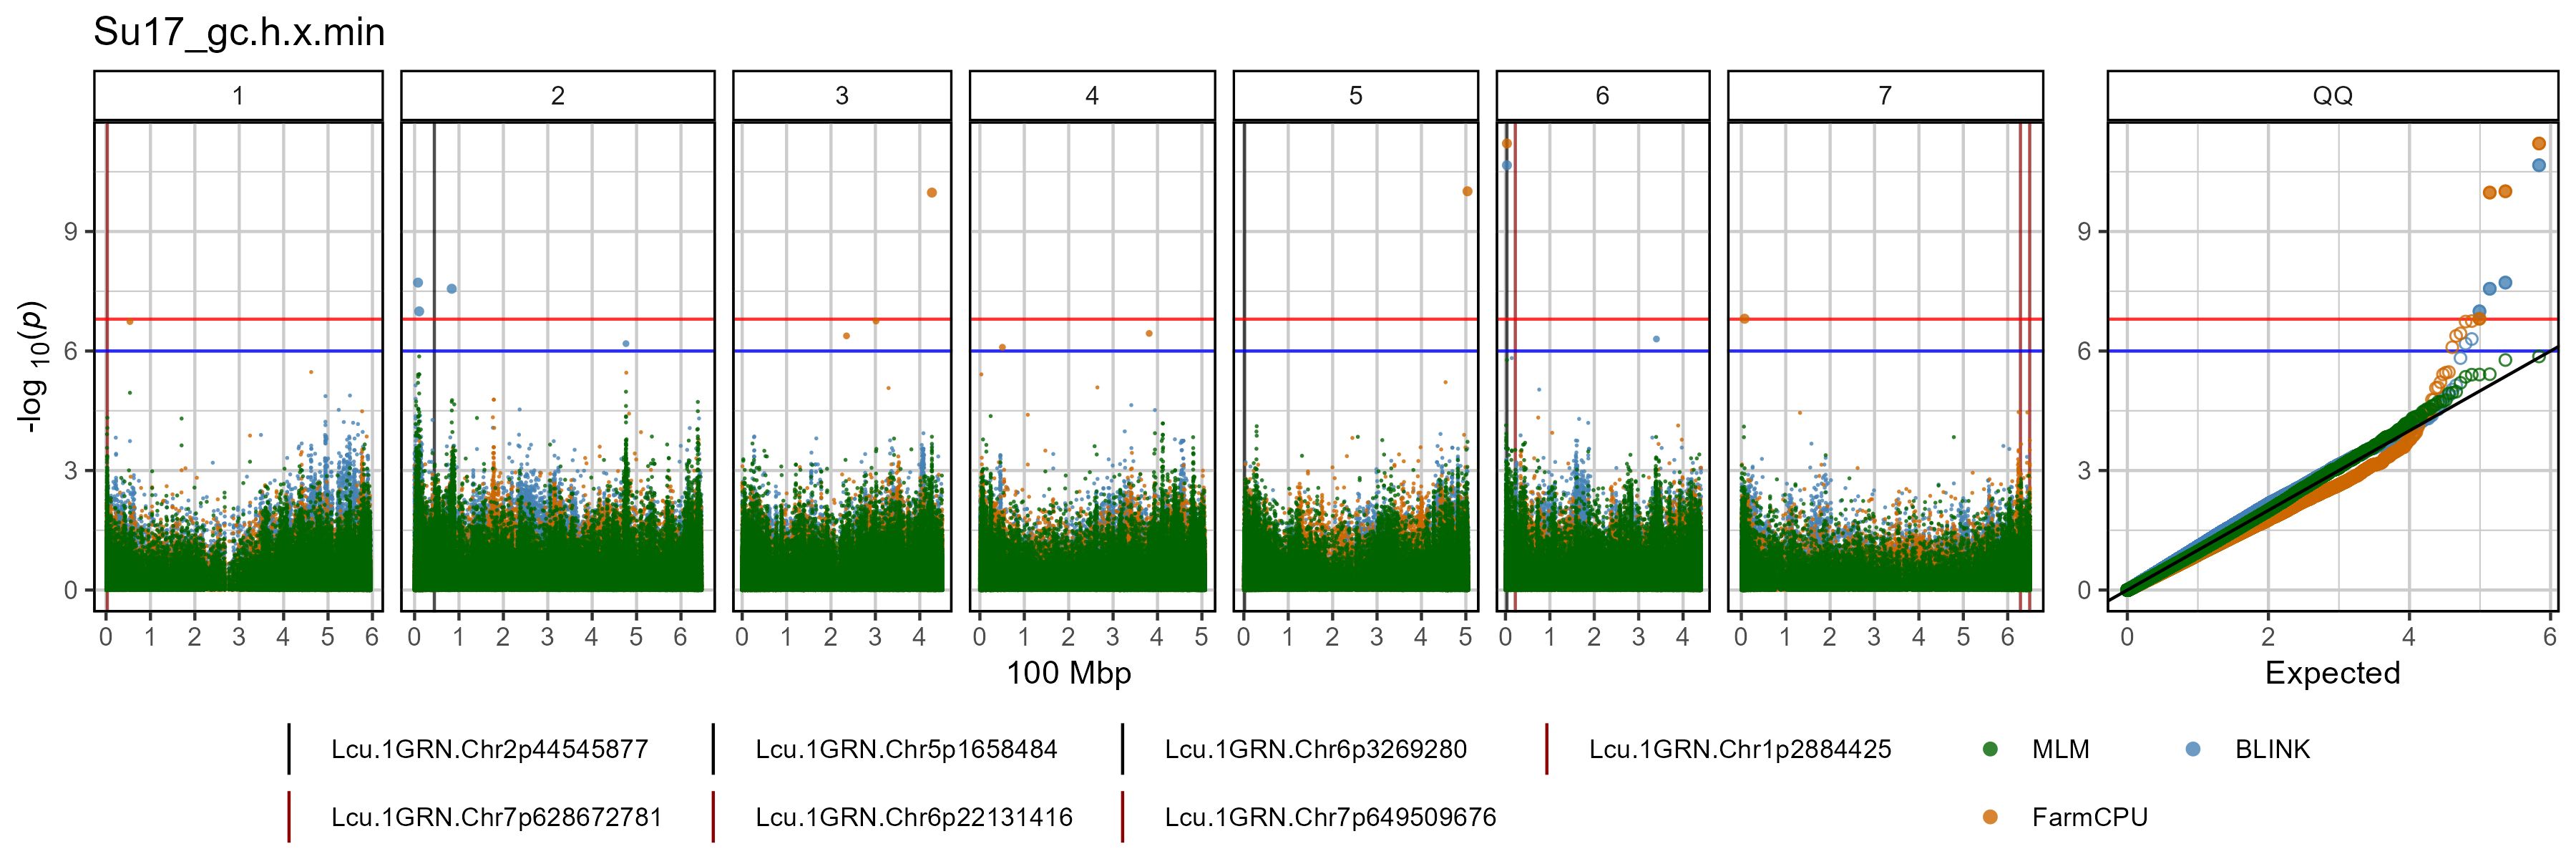 Su17_gc.h.x.min
1 2 3 4 5 6 7 QQ
-log 10(p)
9 9
6 6
3 3
0 0
0 1 2 3 4 5 6 0 1 2 3 4 5 6 0 1 2 3 4 0 1 2 3 4 5 0 1 2 3 4 5 0 1 2 3 4 0 1 2 3 4 5 6 0 2 4 6
100 Mbp Expected
Lcu.1GRN.Chr2p44545877 Lcu.1GRN.Chr5p1658484 Lcu.1GRN.Chr6p3269280 Lcu.1GRN.Chr1p2884425 MLM BLINK
Lcu.1GRN.Chr7p628672781 Lcu.1GRN.Chr6p22131416 Lcu.1GRN.Chr7p649509676 FarmCPU